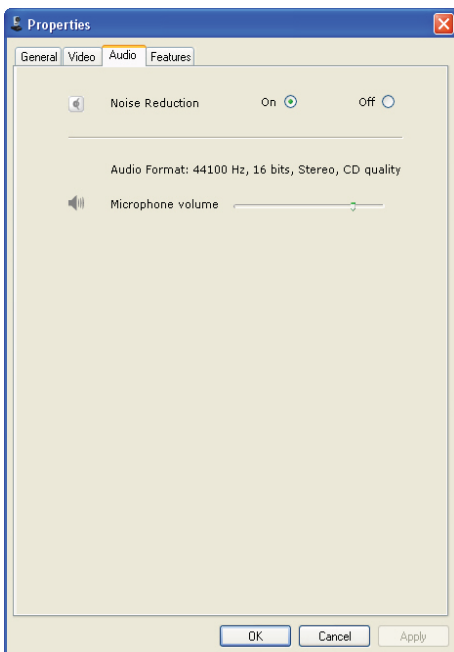 Properties
General Video Audio Features
Noise Reduction On Off
Audio Format: 44100 Hz, 16 bits, Stereo, CD quality
Microphone volume
OK Cancel Apply